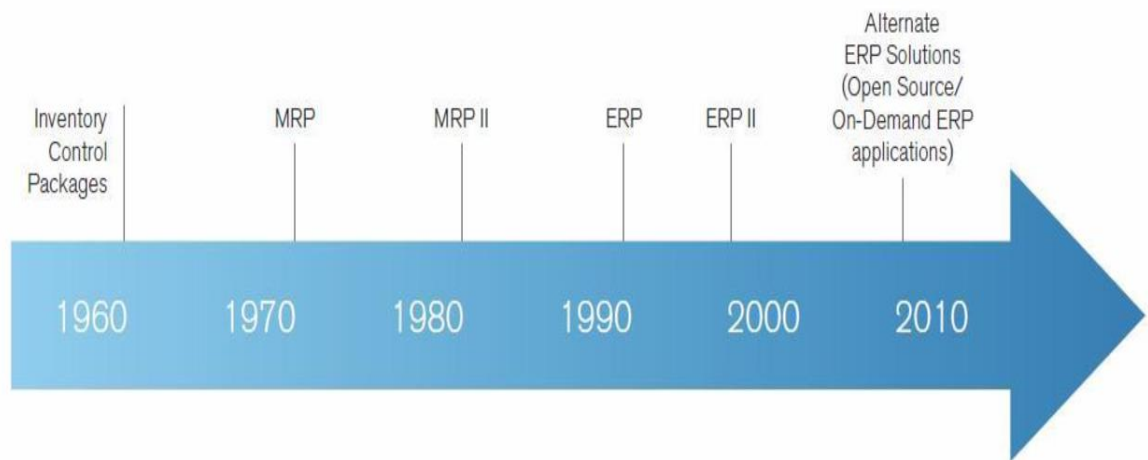 Inventory
Control
Packages
MRP
MRP II
ERP
ERP II
Alternate
ERP Solutions
(Open Source/
On-Demand ERP
applications)
1960
1970
1980
1990
2000
2010